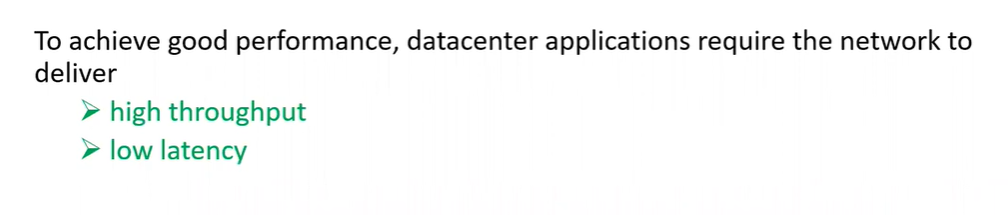 To achieve good performance, datacenter applications require the network to
deliver
➢ high throughput
➢ low latency